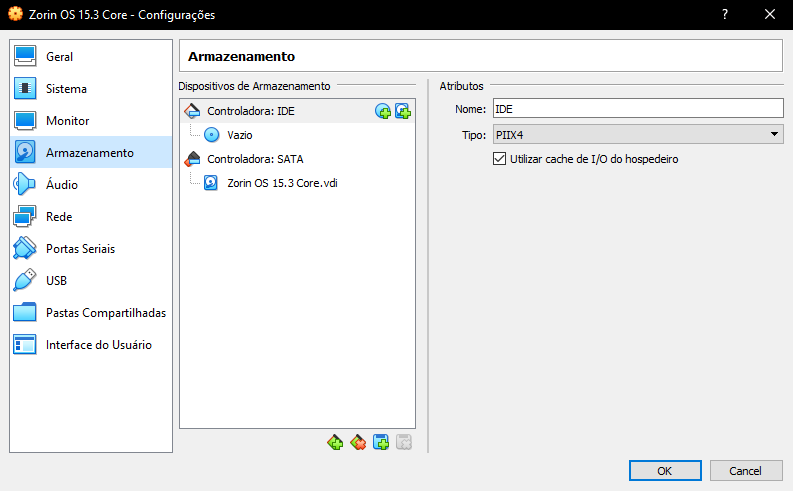 Zorin OS 15.3 Core - Configurações
?
Geral
Sistema
Monitor
Armazenamento
Áudio
Rede
Portas Seriais
USB
Pastas Compartilhadas
Interface do Usuário
Armazenamento
Dispositivos de Armazenamento
Controladora: IDE
Vazio
Controladora: SATA
Zorin OS 15.3 Core.vdi
Atributos
Nome: IDE
Tipo: PIIX4
Utilizar cache de I/O do hospedeiro
OK
Cancel